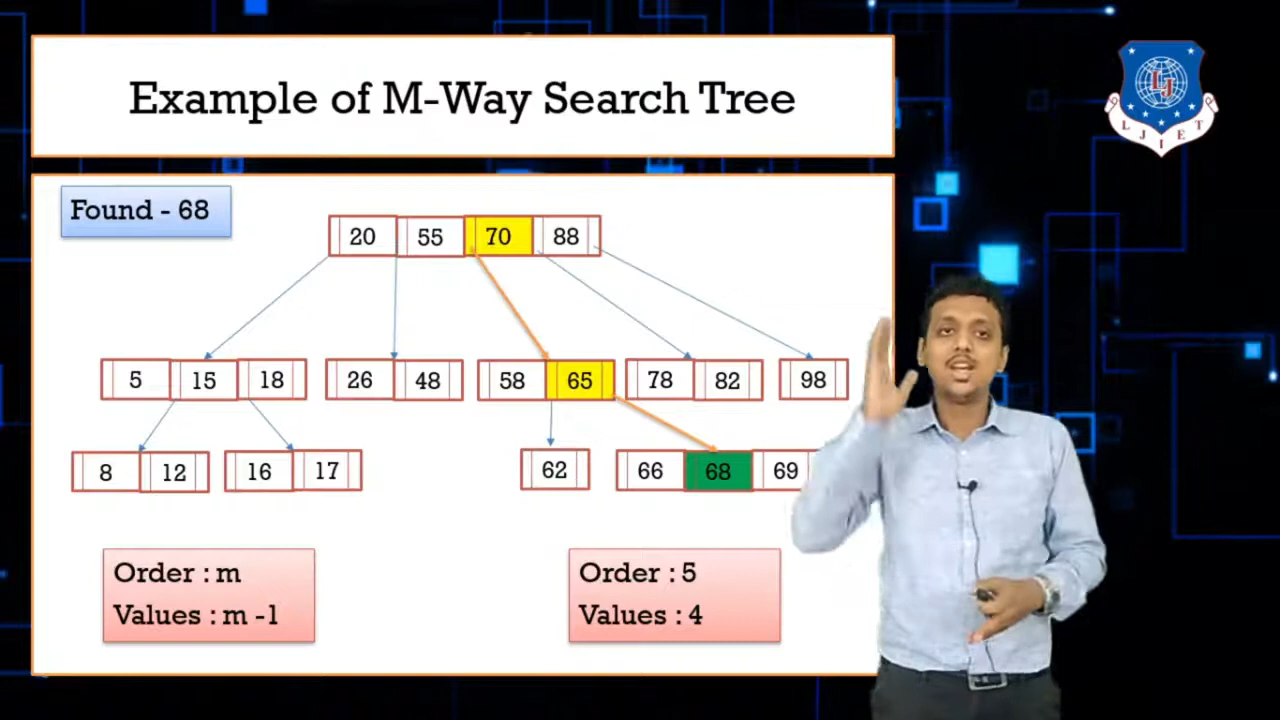 Example of M-Way Search Tree
LJ
L J I E T
Found - 68
20 55 70 88
5 15 18 26 48 58 65 78 82 98
8 12 16 17 62 66 68 69
Order : m
Values : m -1
Order : 5
Values : 4